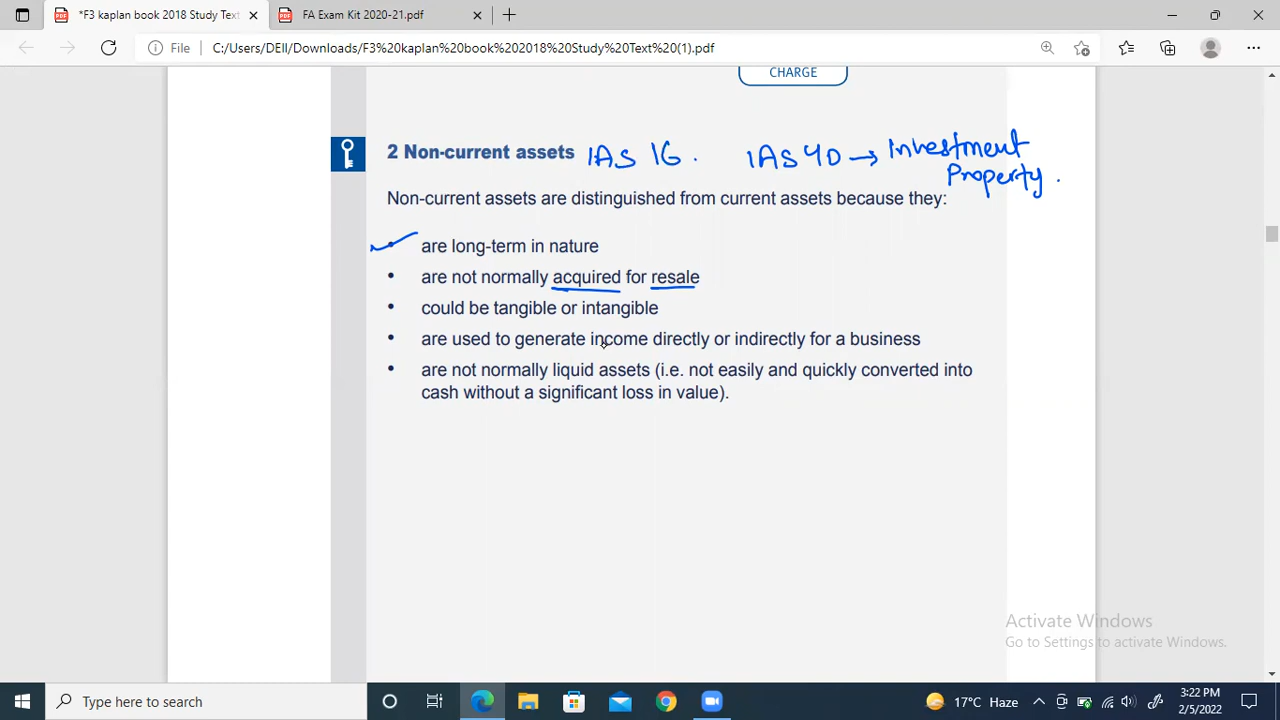 *F3 kaplan book 2018 Study Text
FA Exam Kit 2020-21.pdf
File
C:/Users/DEll/Downloads/F3%20kaplan%20book%202018%20Study%20Text%20(1).pdf
CHARGE
2 Non-current assets IAS 16. IAS 40 → Investment
Property.
Non-current assets are distinguished from current assets because they:
• are long-term in nature
• are not normally acquired for resale
• could be tangible or intangible
• are used to generate income directly or indirectly for a business
• are not normally liquid assets (i.e. not easily and quickly converted into
cash without a significant loss in value).
Activate Windows
Go to Settings to activate Windows.
Type here to search
17°C Haze
3:22 PM
2/5/2022